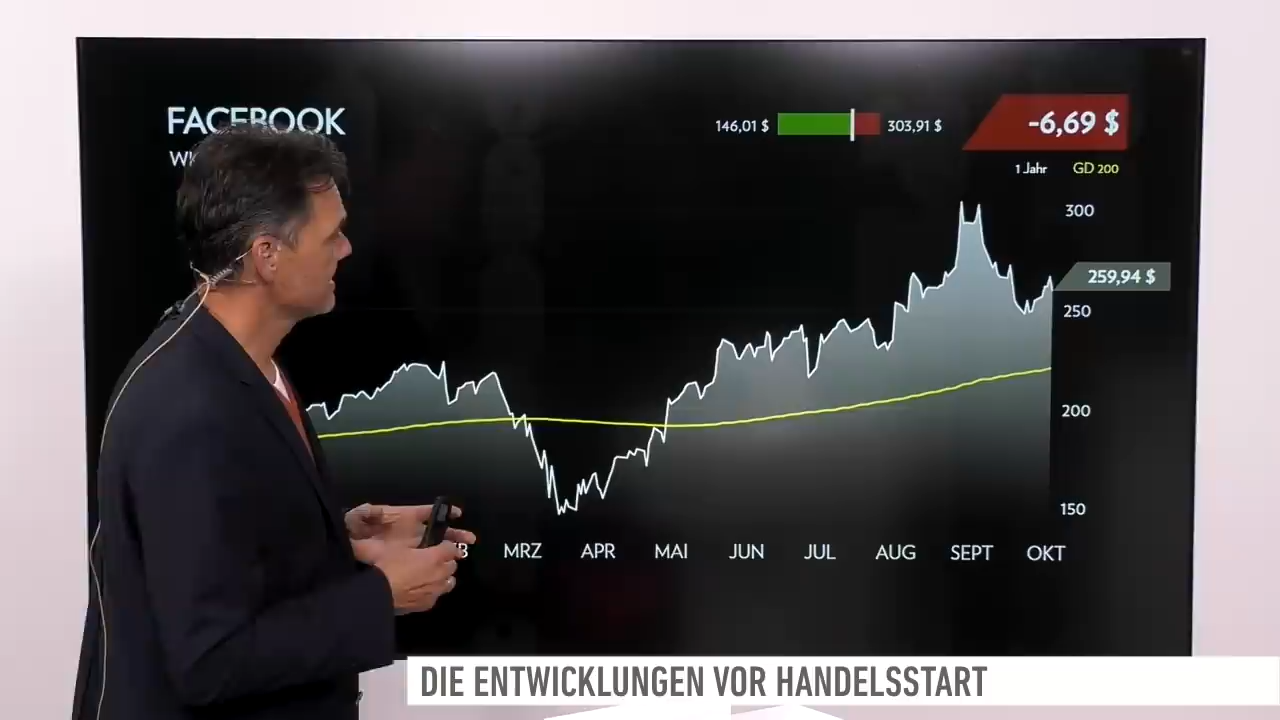 FACEBOOK
146,01 $
303,91 $
-6,69 $
1 Jahr
GD 200
300
259,94 $
250
200
150
MRZ
APR
MAI
JUN
JUL
AUG
SEPT
OKT
DIE ENTWICKLUNGEN VOR HANDELSSTART